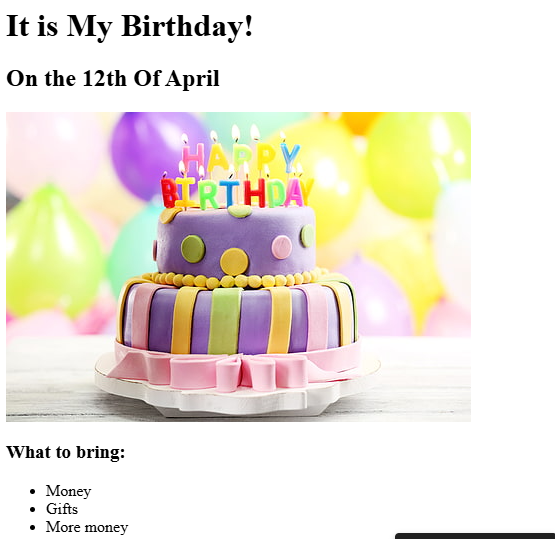 It is My Birthday!
On the 12th Of April
HAPPY
BIRTHDAY
What to bring:
Money
Gifts
More money